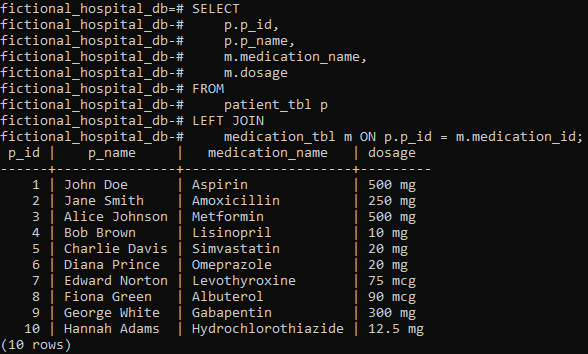 fictional_hospital_db=# SELECT
fictional_hospital_db-#     p.p_id,
fictional_hospital_db-#     p.p_name,
fictional_hospital_db-#     m.medication_name,
fictional_hospital_db-#     m.dosage
fictional_hospital_db-# FROM
fictional_hospital_db-#     patient_tbl p
fictional_hospital_db-# LEFT JOIN
fictional_hospital_db-#     medication_tbl m ON p.p_id = m.medication_id;
 p_id |    p_name     |   medication_name   | dosage
------+---------------+---------------------+---------
    1 | John Doe      | Aspirin             | 500 mg
    2 | Jane Smith    | Amoxicillin         | 250 mg
    3 | Alice Johnson | Metformin           | 500 mg
    4 | Bob Brown     | Lisinopril          | 10 mg
    5 | Charlie Davis | Simvastatin         | 20 mg
    6 | Diana Prince  | Omeprazole          | 20 mg
    7 | Edward Norton | Levothyroxine       | 75 mcg
    8 | Fiona Green   | Albuterol           | 90 mcg
    9 | George White  | Gabapentin          | 300 mg
   10 | Hannah Adams  | Hydrochlorothiazide | 12.5 mg
(10 rows)